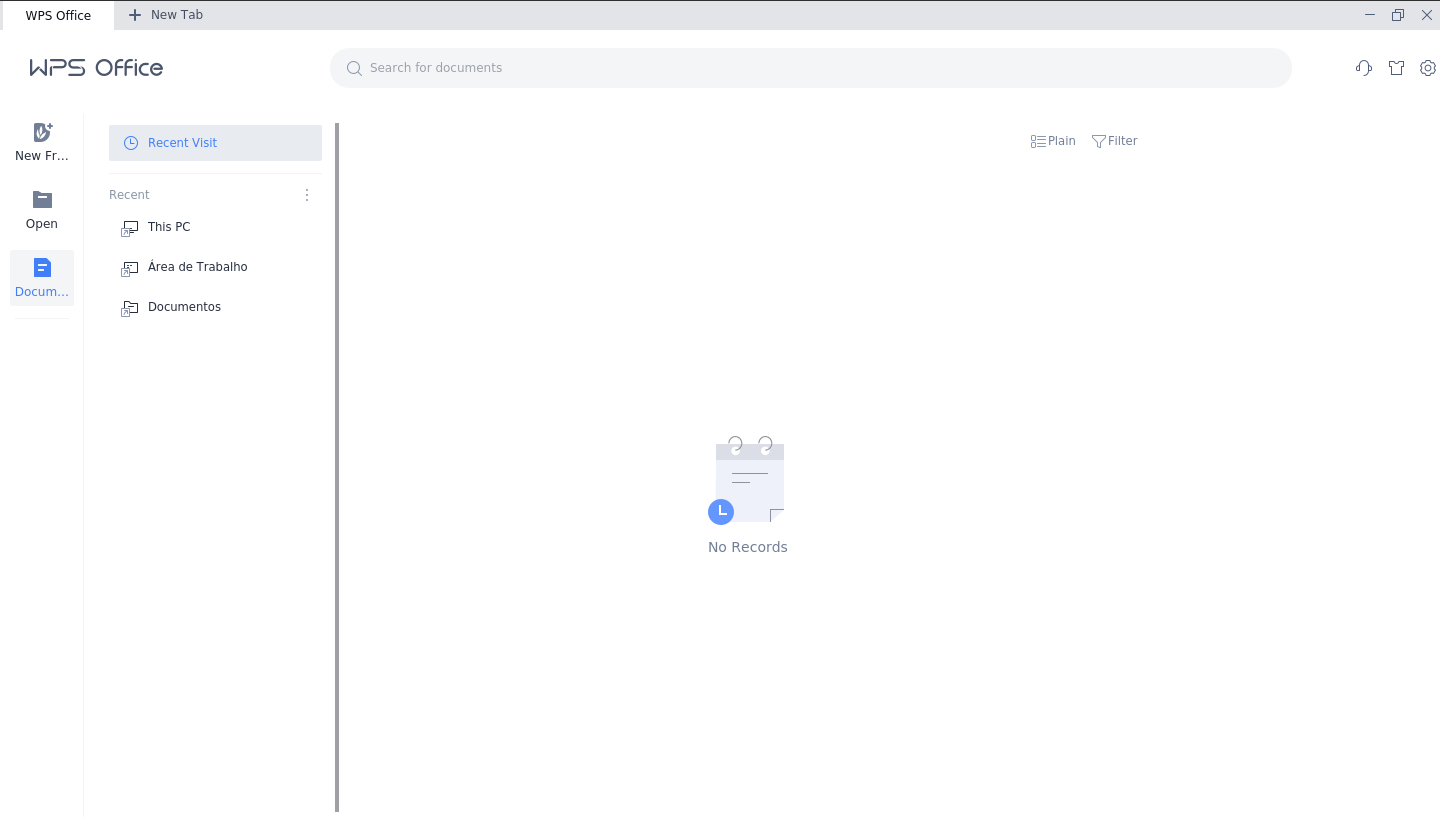 WPS Office
New Tab
WPS Office
Search for documents
New Fr...
Open
Docum...
Recent Visit
Recent
This PC
Área de Trabalho
Documentos
Plain
Filter
No Records